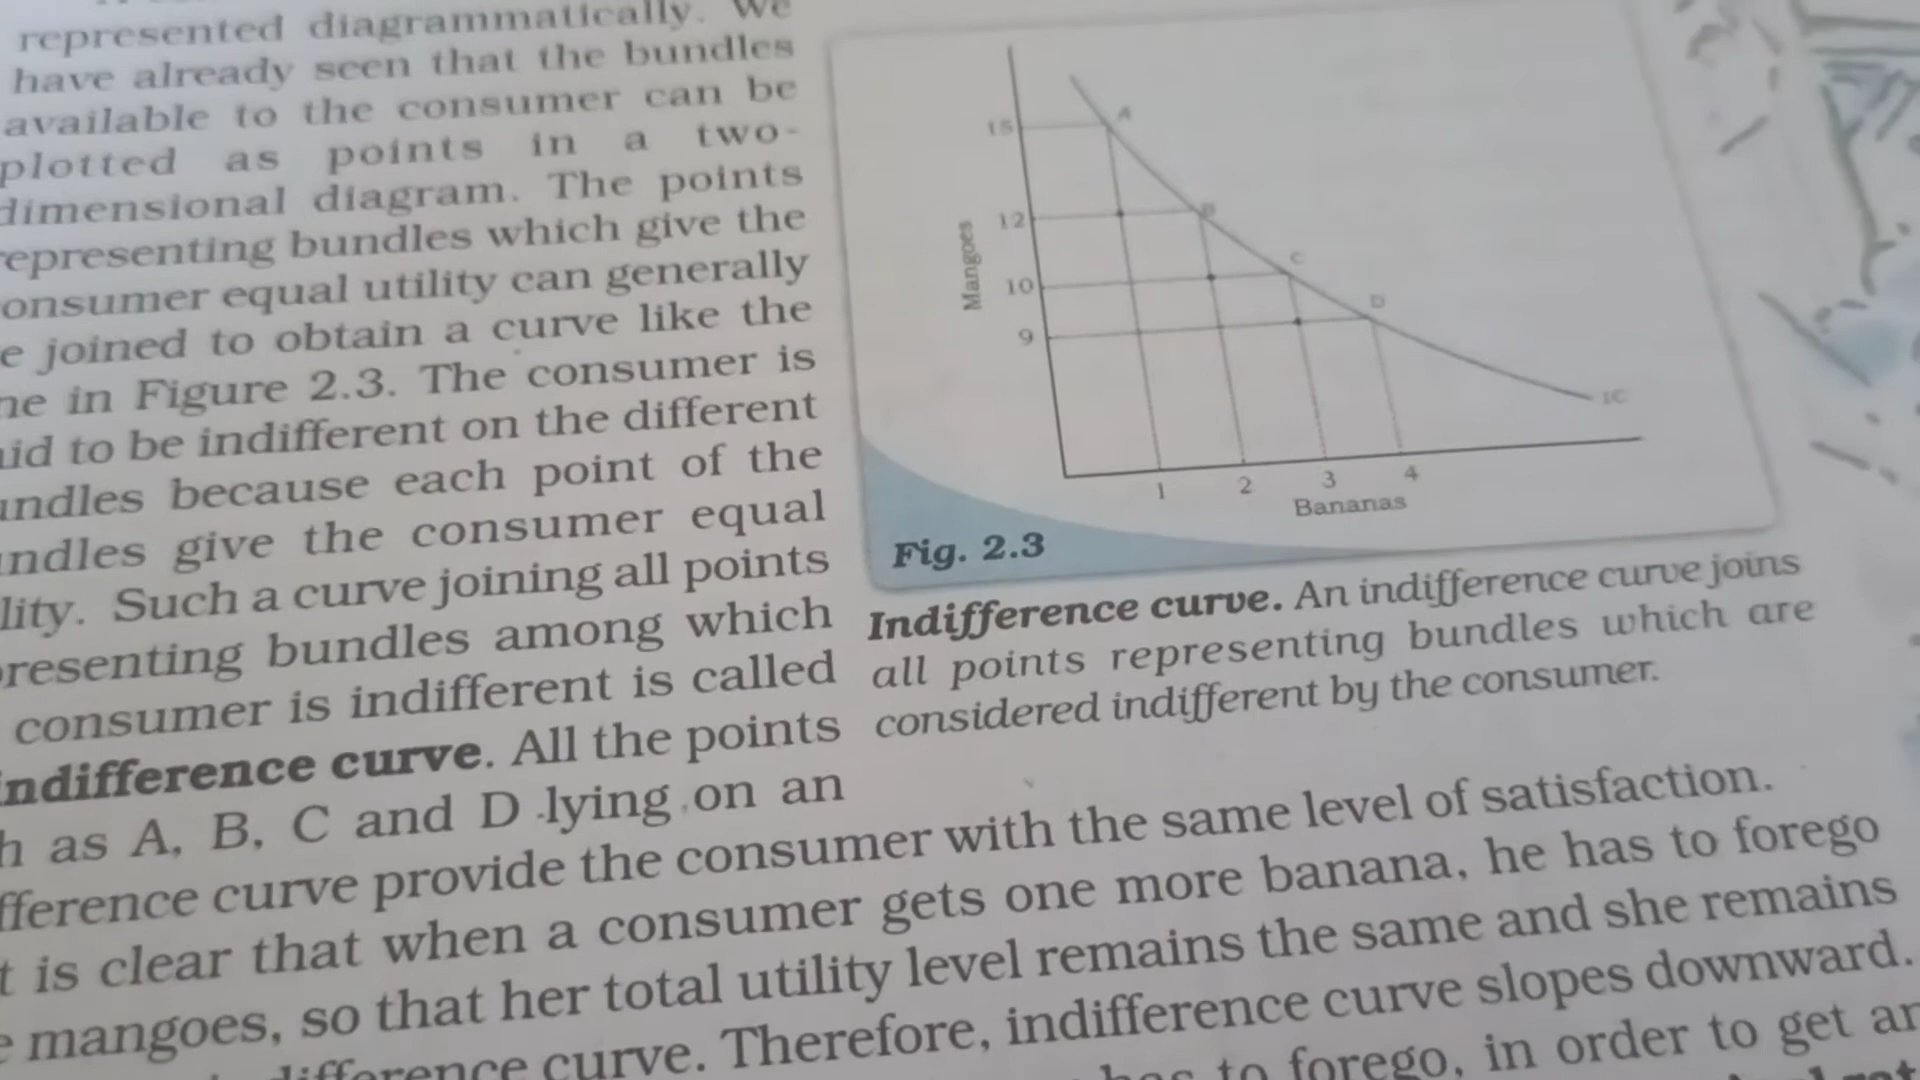 represented diagrammatically. We
have already seen that the bundles
available to the consumer can be
plotted as points in a two-
dimensional diagram. The points
epresenting bundles which give the
onsumer equal utility can generally
e joined to obtain a curve like the
ne in Figure 2.3. The consumer is
id to be indifferent on the different
undles because each point of the
ndles give the consumer equal
lity. Such a curve joining all points
resenting bundles among which
consumer is indifferent is called
indifference curve. All the points
h as A, B, C and D lying on an
fference curve provide the consumer with the same level of satisfaction.
t is clear that when a consumer gets one more banana, he has to forego
e mangoes, so that her total utility level remains the same and she remains
ifference curve. Therefore, indifference curve slopes downward.
has to forego, in order to get an
Mangoes
15
12
10
9
A
B
C
D
IC
1 2 3 4
Bananas
Fig. 2.3
Indifference curve. An indifference curve joins
all points representing bundles which are
considered indifferent by the consumer.